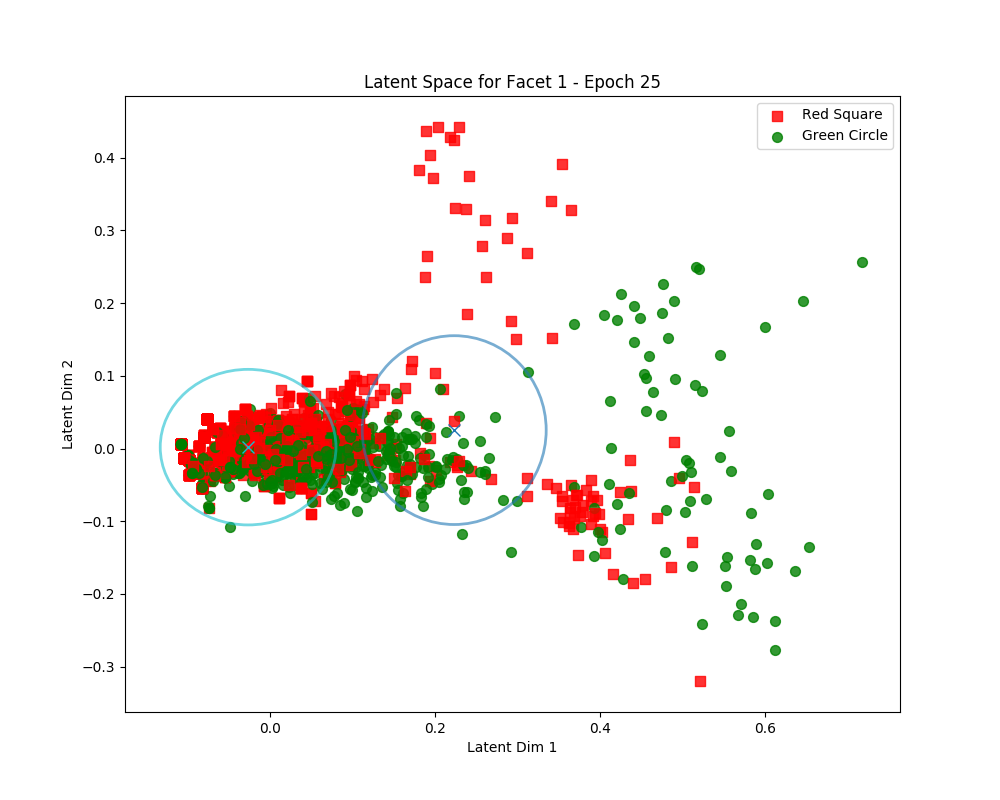 Latent Space for Facet 1 - Epoch 25
Red Square
Green Circle
Latent Dim 2
0.4
0.3
0.2
0.1
0.0
−0.1
−0.2
−0.3
0.0 0.2 0.4 0.6
Latent Dim 1